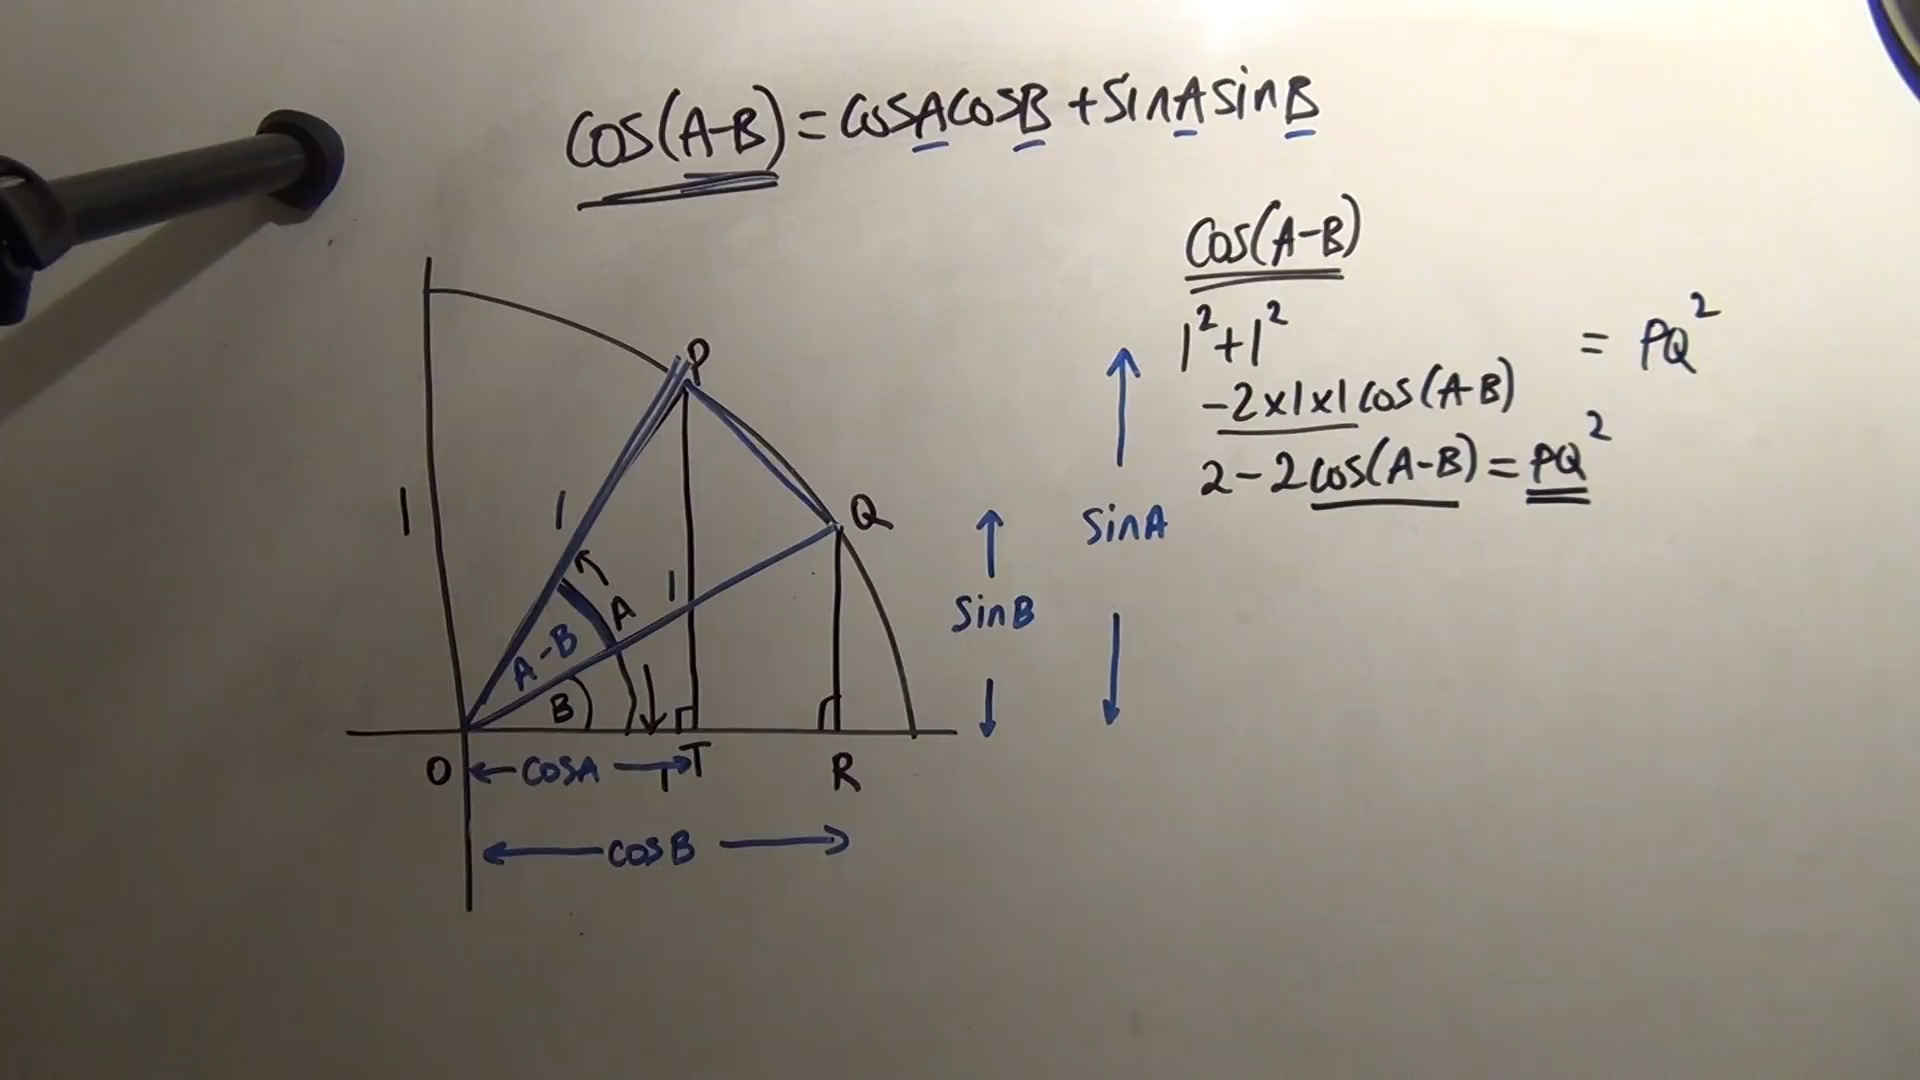 cos(A-B)=cosAcosB+sinAsinB
Cos(A-B)
1²+1² = PQ²
-2x1x1cos(A-B)
2-2cos(A-B)=PQ²
P
1
1
Q
sinA
sinB
1
A
A-B
B
O
cosA
T
R
cosB